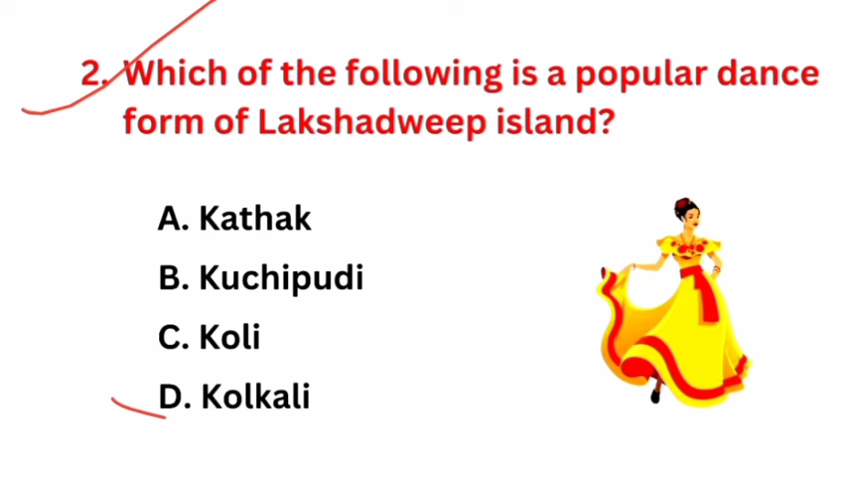 2. Which of the following is a popular dance
form of Lakshadweep island?
A. Kathak
B. Kuchipudi
C. Koli
D. Kolkali